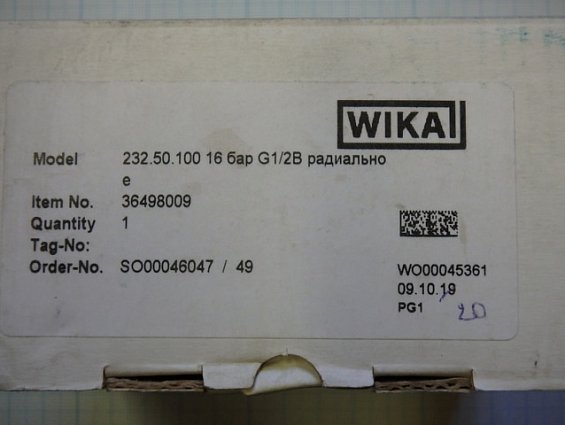 WIKA
Model 232.50.100 16 бар G1/2B радиально
е
Item No. 36498009
Quantity 1
Tag-No:
Order-No. SO00046047 / 49
WO00045361
09.10.19
PG1
20